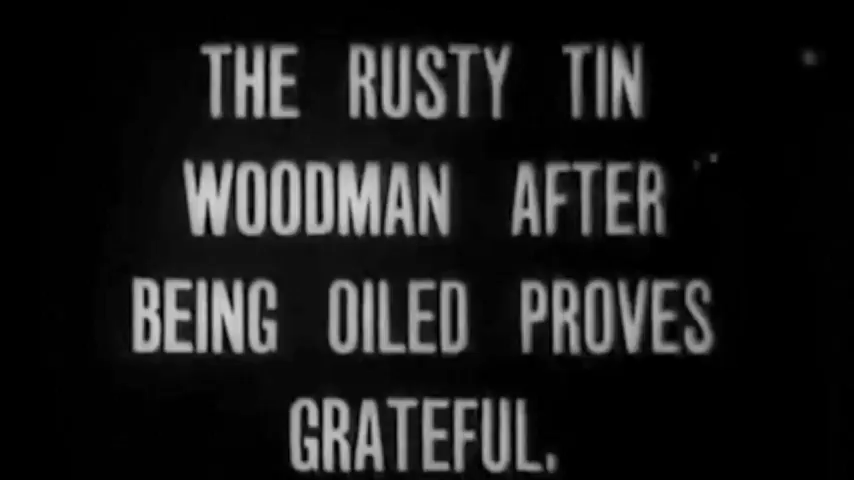 THE RUSTY TIN
WOODMAN AFTER
BEING OILED PROVES
GRATEFUL.